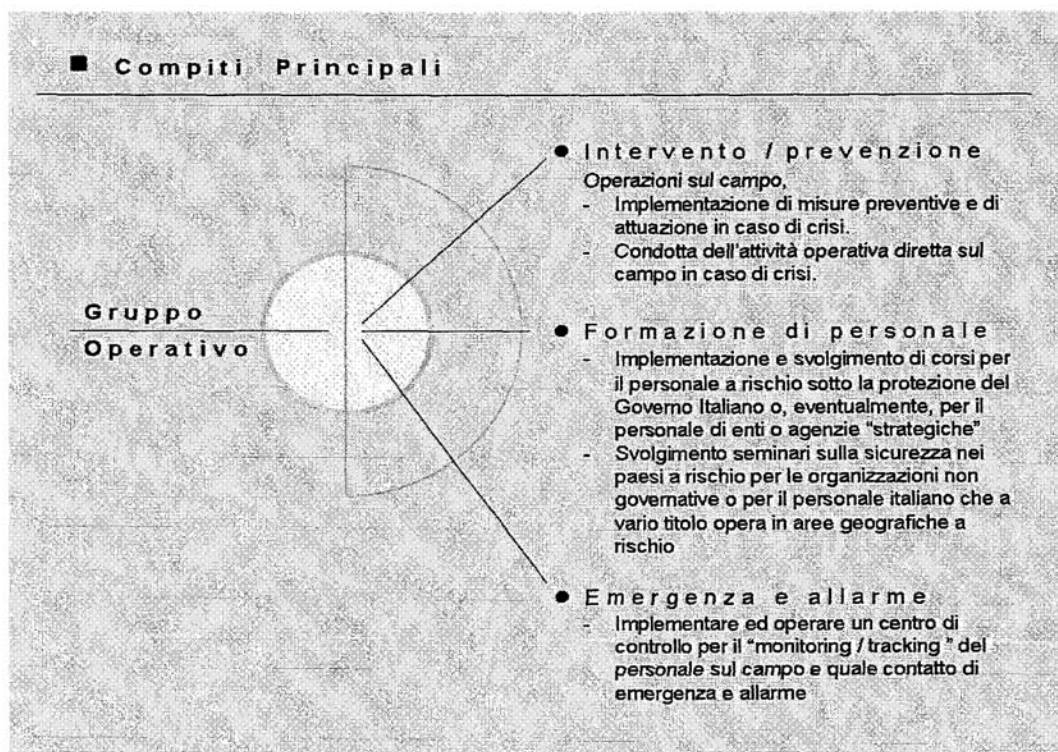 Compiti Principali
Gruppo
Operativo
Intervento / prevenzione
Operazioni sul campo,
- Implementazione di misure preventive e di
attuazione in caso di crisi.
- Condotta dell'attività operativa diretta sul
campo in caso di crisi.
Formazione di personale
- Implementazione e svolgimento di corsi per
il personale a rischio sotto la protezione del
Governo Italiano o, eventualmente, per il
personale di enti o agenzie "strategiche"
- Svolgimento seminari sulla sicurezza nei
paesi a rischio per le organizzazioni non
governative o per il personale italiano che a
vario titolo opera in aree geografiche a
rischio
Emergenza e allarme
- Implementare ed operare un centro di
controllo per il "monitoring / tracking " del
personale sul campo e quale contatto di
emergenza e allarme